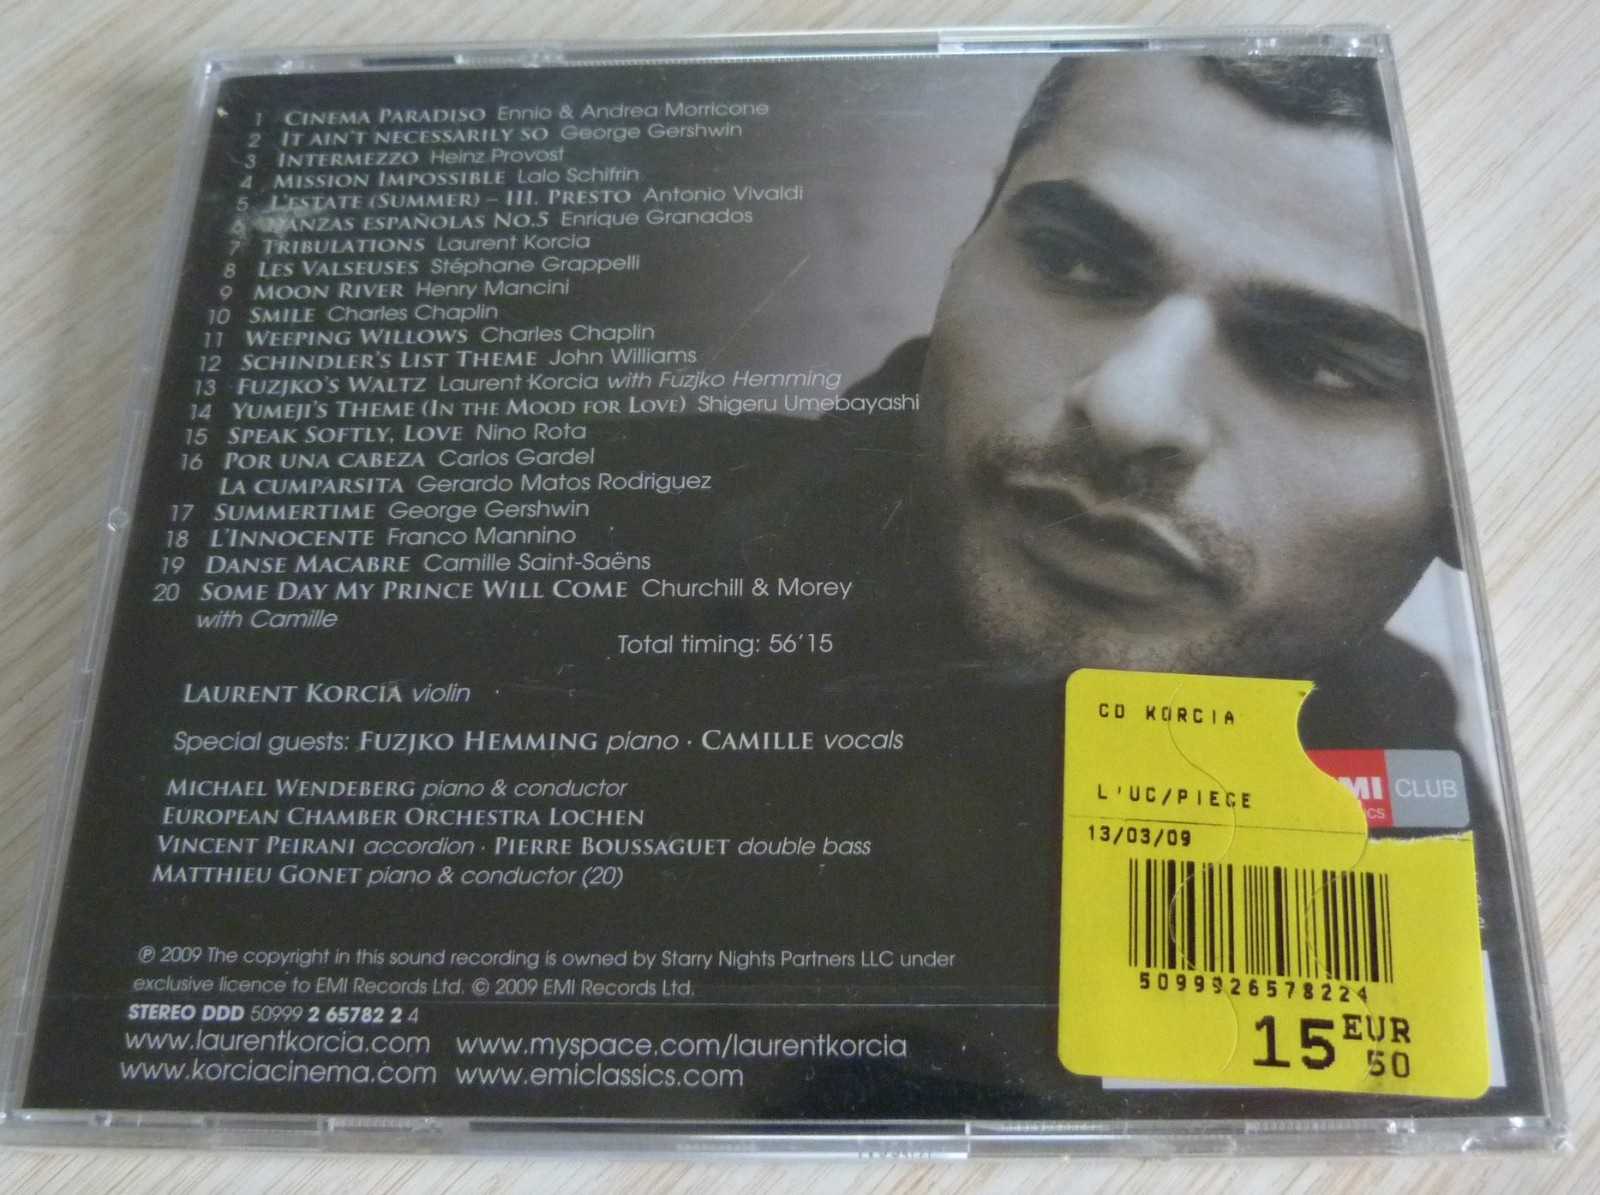 1 CINEMA PARADISO Ennio & Andrea Morricone
2 IT AIN'T NECESSARILY SO George Gershwin
3 INTERMEZZO Heinz Provost
4 MISSION IMPOSSIBLE Lalo Schifrin
5 L'ESTATE (SUMMER) – III. PRESTO Antonio Vivaldi
6 DANZAS ESPAÑOLAS NO.5 Enrique Granados
7 TRIBULATIONS Laurent Korcia
8 LES VALSEUSES Stéphane Grappelli
9 MOON RIVER Henry Mancini
10 SMILE Charles Chaplin
11 WEEPING WILLOWS Charles Chaplin
12 SCHINDLER'S LIST THEME John Williams
13 FUZJKO'S WALTZ Laurent Korcia with Fuzjko Hemming
14 YUMEJI'S THEME (IN THE MOOD FOR LOVE) Shigeru Umebayashi
15 SPEAK SOFTLY, LOVE Nino Rota
16 POR UNA CABEZA Carlos Gardel
LA CUMPARSITA Gerardo Matos Rodriguez
17 SUMMERTIME George Gershwin
18 L'INNOCENTE Franco Mannino
19 DANSE MACABRE Camille Saint-Saëns
20 SOME DAY MY PRINCE WILL COME Churchill & Morey
with Camille
Total timing: 56'15
LAURENT KORCIA violin
Special guests: FUZJKO HEMMING piano · CAMILLE vocals
MICHAEL WENDEBERG piano & conductor
EUROPEAN CHAMBER ORCHESTRA LOCHEN
VINCENT PEIRANI accordion · PIERRE BOUSSAGUET double bass
MATTHIEU GONET piano & conductor (20)
℗ 2009 The copyright in this sound recording is owned by Starry Nights Partners LLC under
exclusive licence to EMI Records Ltd. © 2009 EMI Records Ltd.
STEREO DDD 50999 2 65782 2 4
www.laurentkorcia.com www.myspace.com/laurentkorcia
www.korciacinema.com www.emiclassics.com
CD KORCIA
L'UC/PIEGE
13/03/09
5099926578224
15 EUR
50
MI CLUB
ICS